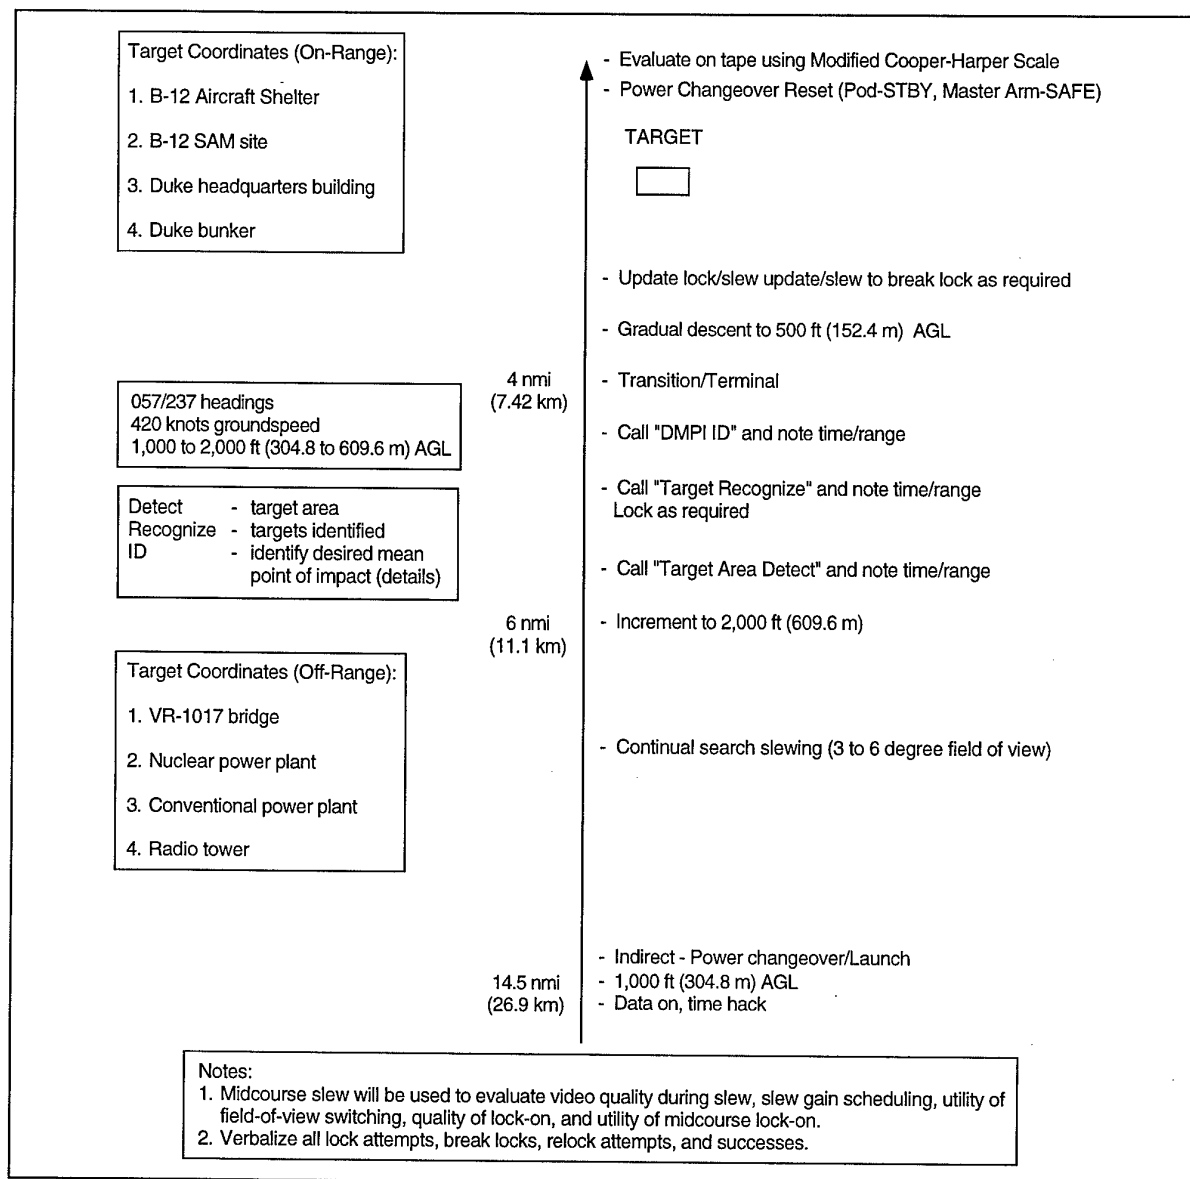 Target Coordinates (On-Range):
1. B-12 Aircraft Shelter
2. B-12 SAM site
3. Duke headquarters building
4. Duke bunker
- Evaluate on tape using Modified Cooper-Harper Scale
- Power Changeover Reset (Pod-STBY, Master Arm-SAFE)
TARGET
- Update lock/slew update/slew to break lock as required
- Gradual descent to 500 ft (152.4 m) AGL
4 nmi
(7.42 km)
- Transition/Terminal
057/237 headings
420 knots groundspeed
1,000 to 2,000 ft (304.8 to 609.6 m) AGL
- Call "DMPI ID" and note time/range
- Call "Target Recognize" and note time/range
Lock as required
Detect - target area
Recognize - targets identified
ID - identify desired mean
point of impact (details)
- Call "Target Area Detect" and note time/range
6 nmi
(11.1 km)
- Increment to 2,000 ft (609.6 m)
Target Coordinates (Off-Range):
1. VR-1017 bridge
2. Nuclear power plant
3. Conventional power plant
4. Radio tower
- Continual search slewing (3 to 6 degree field of view)
- Indirect - Power changeover/Launch
14.5 nmi
(26.9 km)
- 1,000 ft (304.8 m) AGL
- Data on, time hack
Notes:
1. Midcourse slew will be used to evaluate video quality during slew, slew gain scheduling, utility of
field-of-view switching, quality of lock-on, and utility of midcourse lock-on.
2. Verbalize all lock attempts, break locks, relock attempts, and successes.